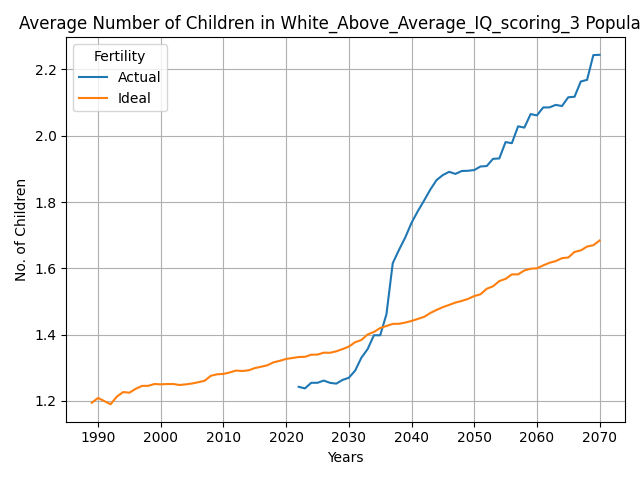 Average Number of Children in White_Above_Average_IQ_scoring_3 Popula
Fertility
Actual
Ideal
2.2
2.0
1.8
1.6
1.4
1.2
No. of Children
1990 2000 2010 2020 2030 2040 2050 2060 2070
Years